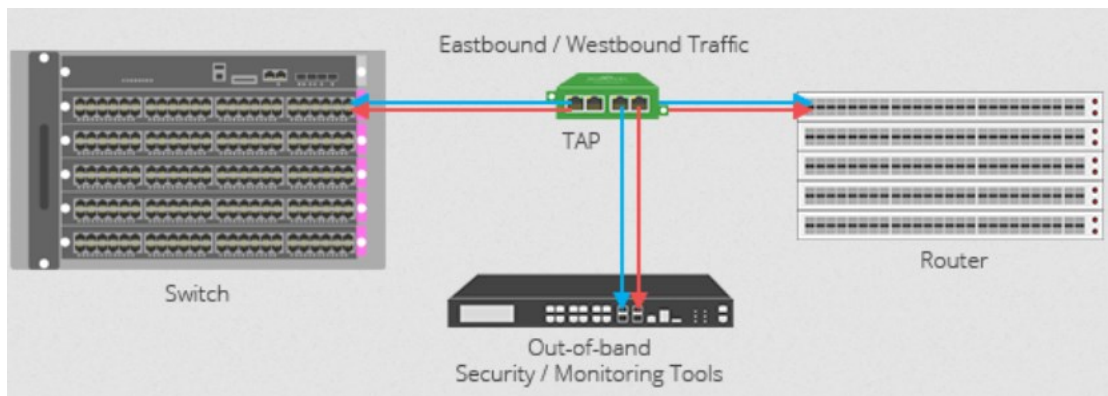 Eastbound / Westbound Traffic
TAP
Switch
Router
Out-of-band
Security / Monitoring Tools